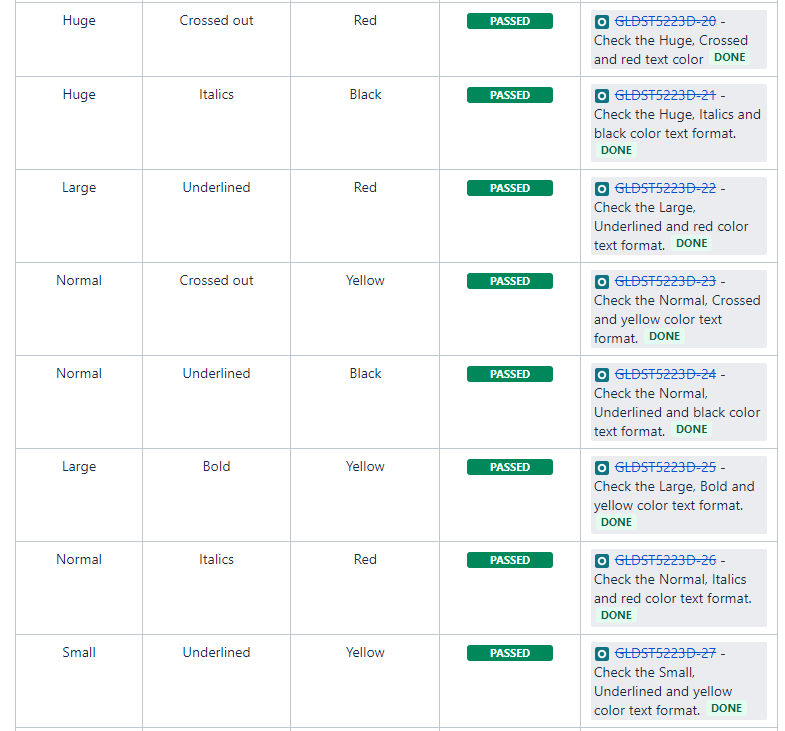 Huge Crossed out Red PASSED GLDST5223D-20 -
Check the Huge, Crossed
and red text color DONE
Huge Italics Black PASSED GLDST5223D-21 -
Check the Huge, Italics and
black color text format.
DONE
Large Underlined Red PASSED GLDST5223D-22 -
Check the Large,
Underlined and red color
text format. DONE
Normal Crossed out Yellow PASSED GLDST5223D-23 -
Check the Normal, Crossed
and yellow color text
format. DONE
Normal Underlined Black PASSED GLDST5223D-24 -
Check the Normal,
Underlined and black color
text format. DONE
Large Bold Yellow PASSED GLDST5223D-25 -
Check the Large, Bold and
yellow color text format.
DONE
Normal Italics Red PASSED GLDST5223D-26 -
Check the Normal, Italics
and red color text format.
DONE
Small Underlined Yellow PASSED GLDST5223D-27 -
Check the Small,
Underlined and yellow
color text format. DONE